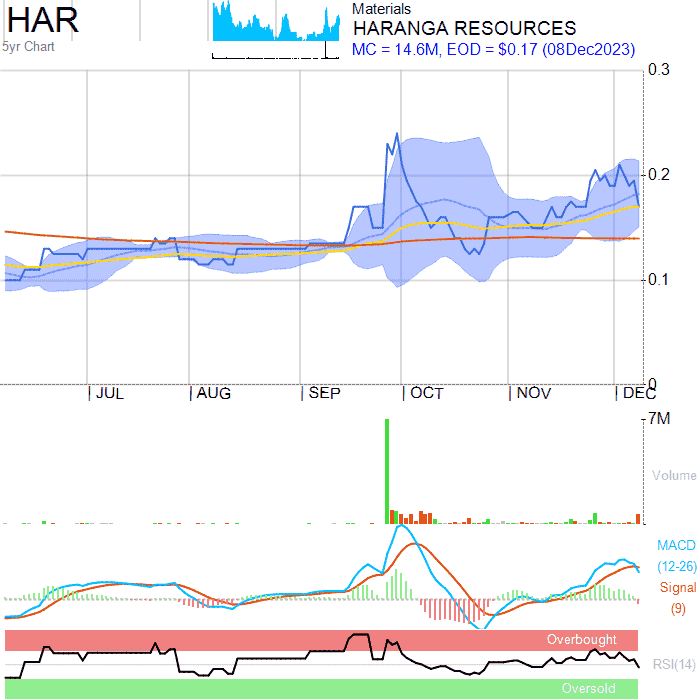 HAR
5yr Chart
Materials
HARANGA RESOURCES
MC = 14.6M, EOD = $0.17 (08Dec2023)
0.3
0.2
0.1
0
JUL
AUG
SEP
OCT
NOV
DEC
7M
Volume
MACD
(12-26)
Signal
(9)
Overbought
RSI(14)
Oversold